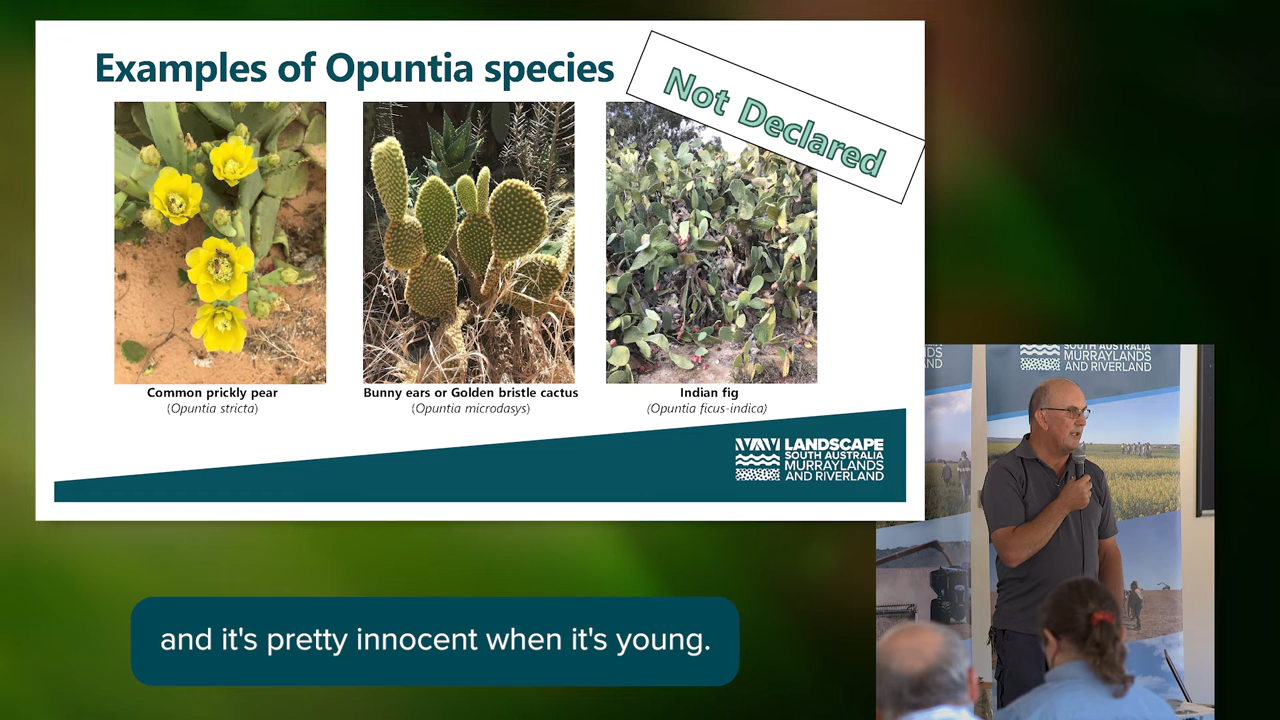 Examples of Opuntia species
Not Declared
Common prickly pear
(Opuntia stricta)
Bunny ears or Golden bristle cactus
(Opuntia microdasys)
Indian fig
(Opuntia ficus-indica)
LANDSCAPE
SOUTH AUSTRALIA
MURRAYLANDS
AND RIVERLAND
DS
ND
SOUTH AUSTRALIA
MURRAYLANDS
AND RIVERLAND
and it's pretty innocent when it's young.